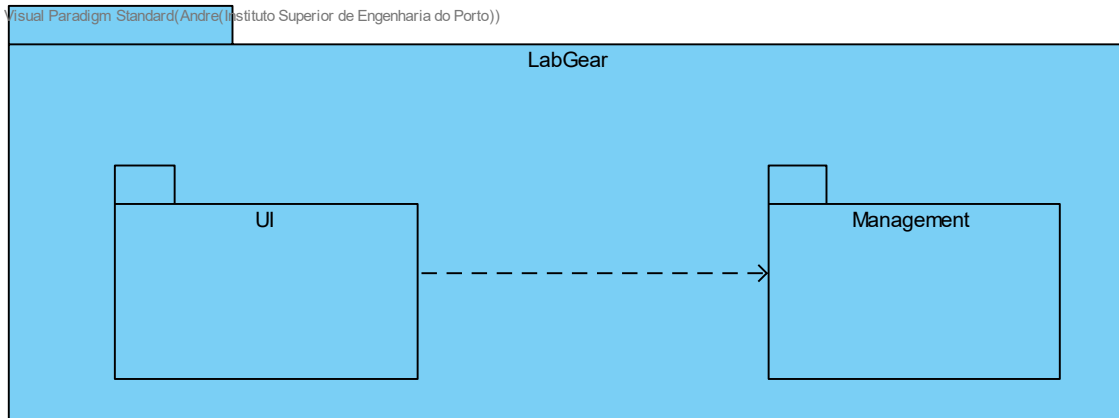 Visual Paradigm Standard(Andre(Instituto Superior de Engenharia do Porto))
LabGear
UI
Management